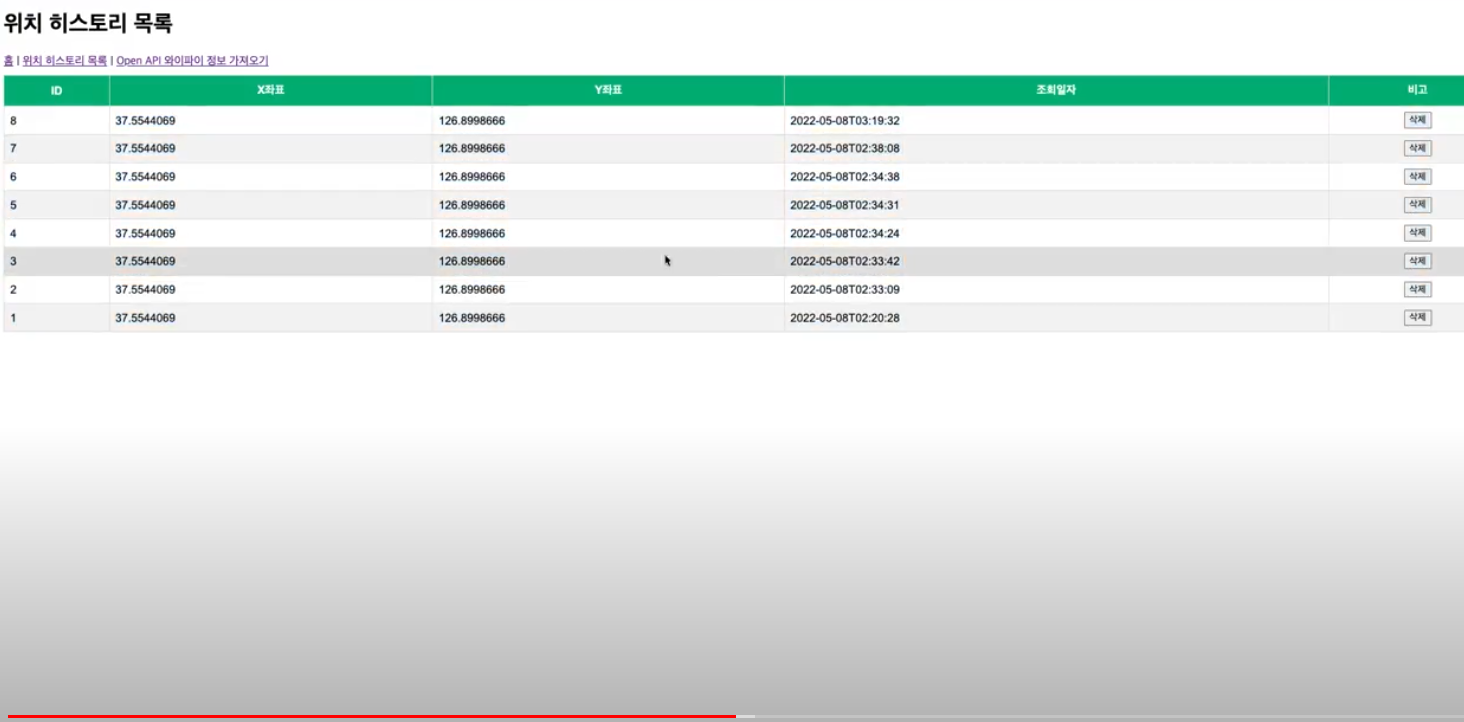 위치 히스토리 목록
홈 | 위치 히스토리 목록 | Open API 와이파이 정보 가져오기
ID X좌표 Y좌표 조회일자 비고
8 37.5544069 126.8998666 2022-05-08T03:19:32 삭제
7 37.5544069 126.8998666 2022-05-08T02:38:08 삭제
6 37.5544069 126.8998666 2022-05-08T02:34:38 삭제
5 37.5544069 126.8998666 2022-05-08T02:34:31 삭제
4 37.5544069 126.8998666 2022-05-08T02:34:24 삭제
3 37.5544069 126.8998666 2022-05-08T02:33:42 삭제
2 37.5544069 126.8998666 2022-05-08T02:33:09 삭제
1 37.5544069 126.8998666 2022-05-08T02:20:28 삭제